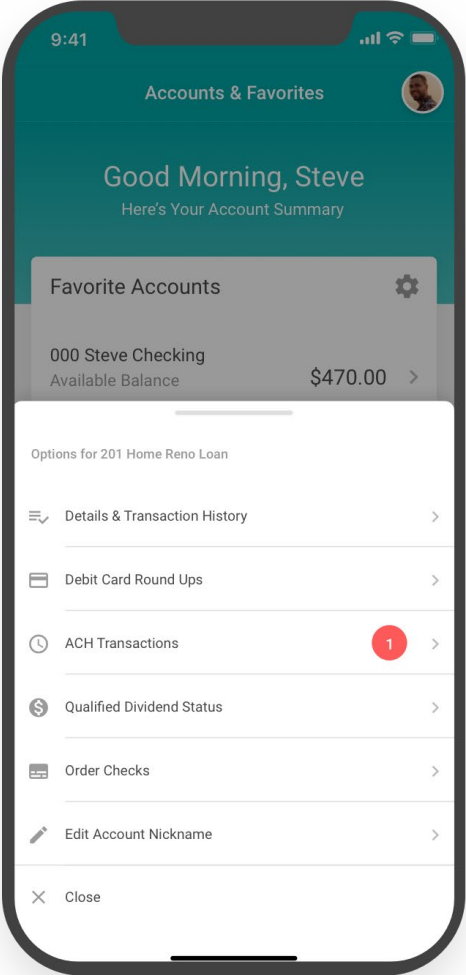 9:41
Accounts & Favorites
Good Morning, Steve
Here's Your Account Summary
Favorite Accounts
000 Steve Checking
Available Balance
$470.00
Options for 201 Home Reno Loan
Details & Transaction History
Debit Card Round Ups
ACH Transactions
1
Qualified Dividend Status
Order Checks
Edit Account Nickname
Close